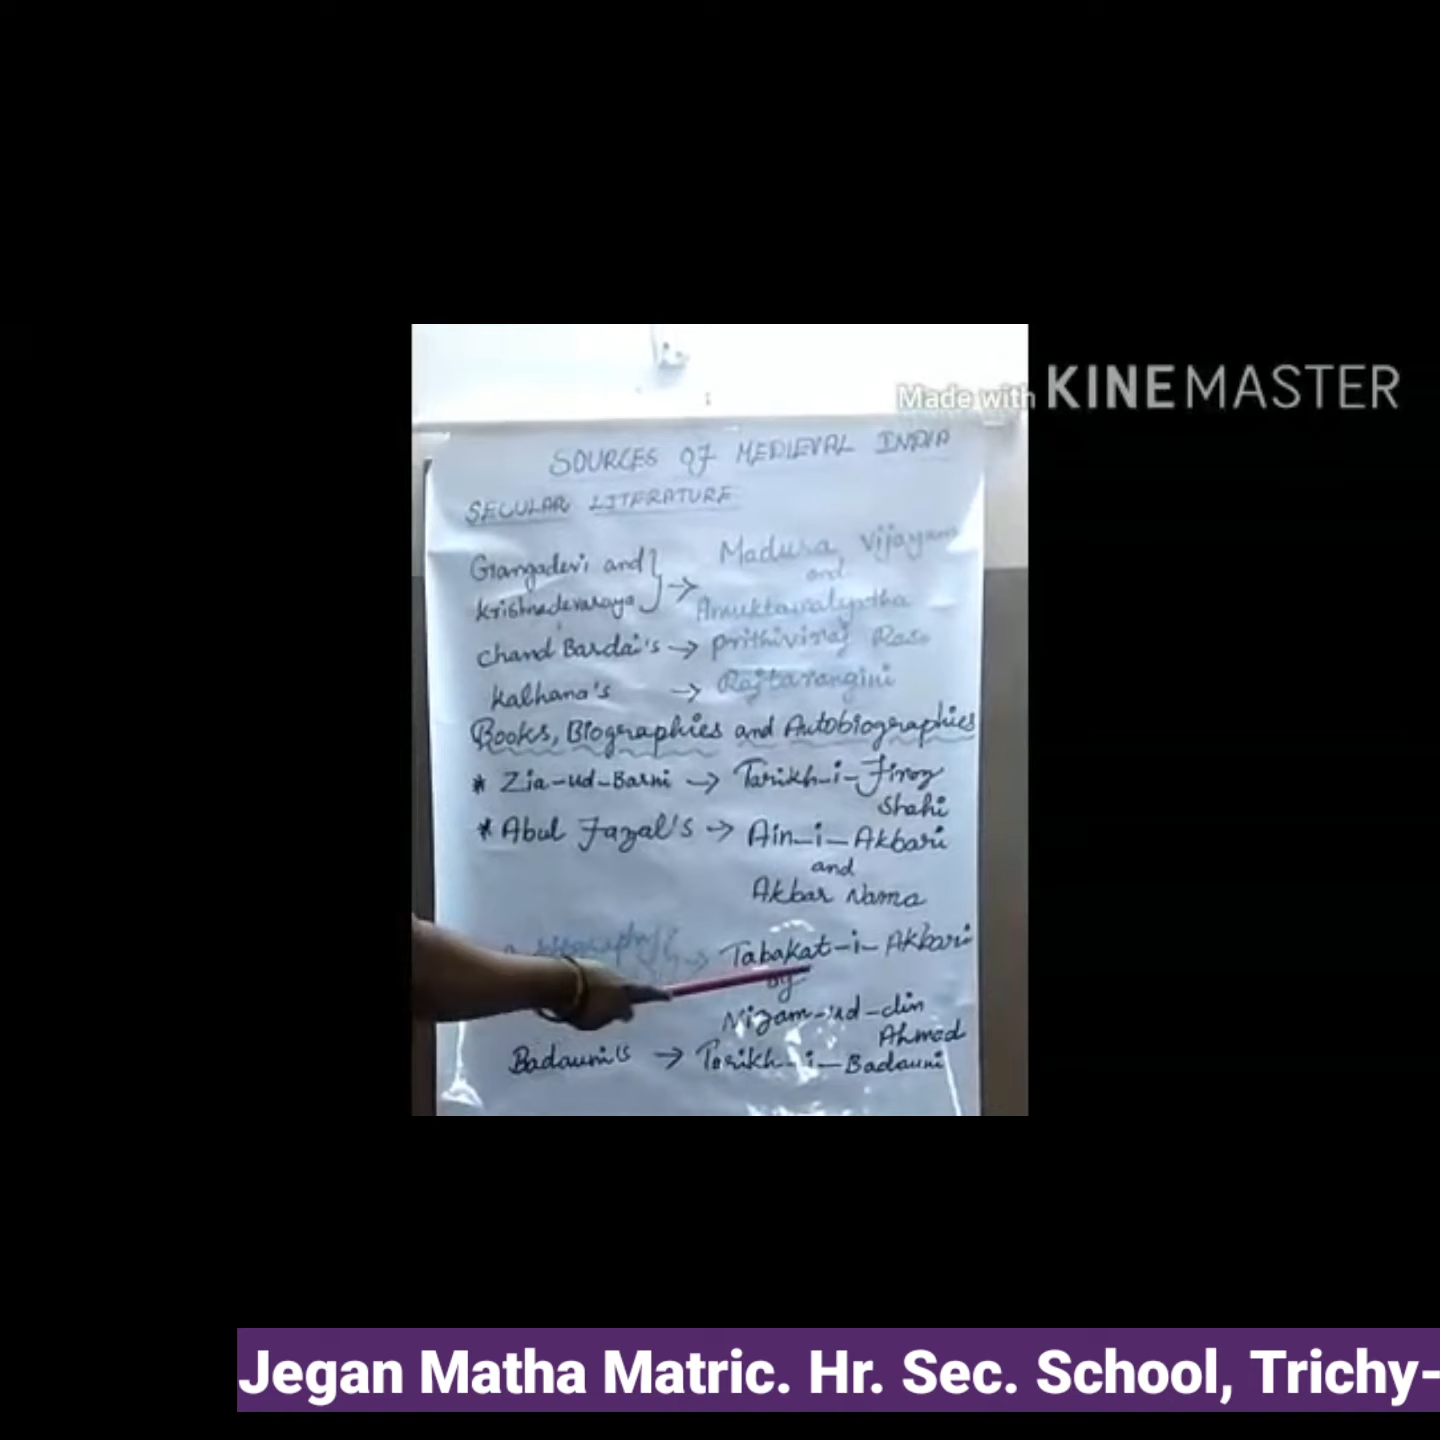 Made with KINEMASTER
SOURCES OF MEDIEVAL INDIA
SECULAR LITERATURE
Gangadevi and } → Madura Vijayam
and
Krishnadevaraya Amuktamalyatha
Chand Bardai's → Prithiviraj Raso
Kalhana's → Rajtarangini
Books, Biographies and Autobiographies
* Zia-ud-Barni → Tarikh-i-Firoz
Shahi
* Abul Fazal's → Ain-i-Akbari
and
Akbar Nama
→ Tabakat-i-Akbari
by
Nizam-ud-din
Ahmad
Badauni's → Tarikh-i-Badauni
Jegan Matha Matric. Hr. Sec. School, Trichy-